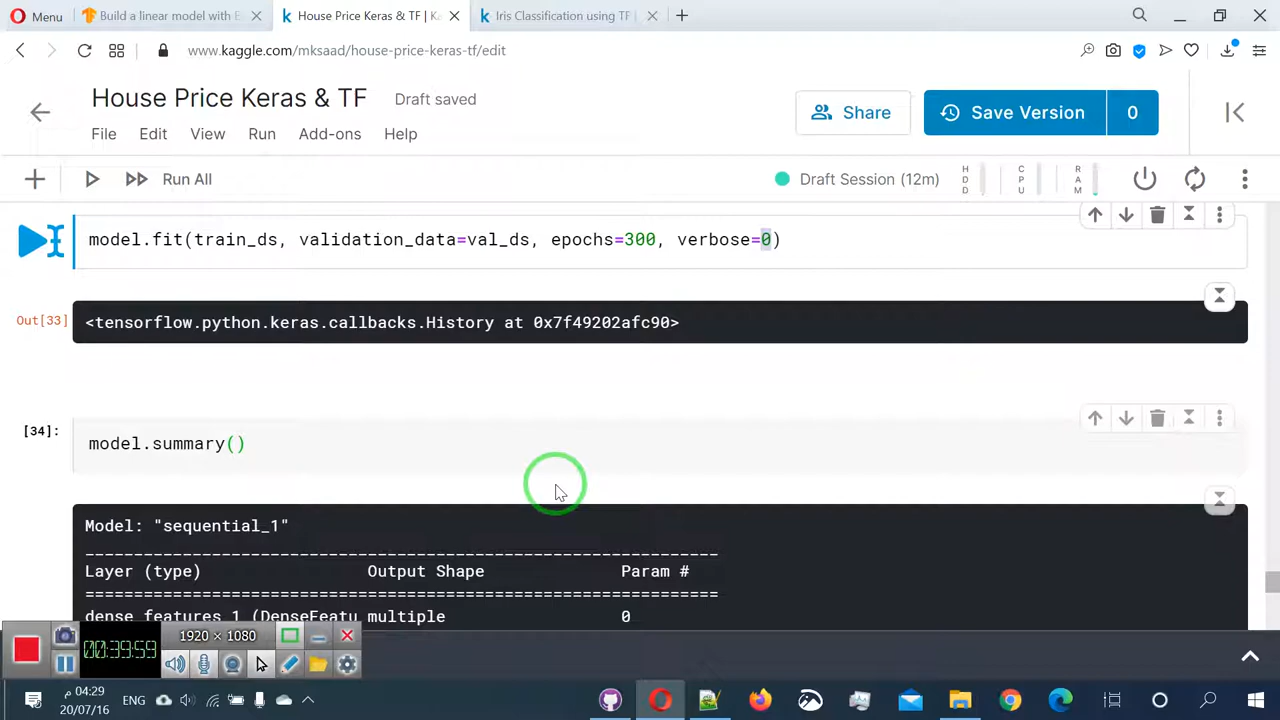 Menu
Build a linear model with E
House Price Keras & TF | K
Iris Classification using TF |
www.kaggle.com/mksaad/house-price-keras-tf/edit
House Price Keras & TF
Draft saved
Share
Save Version
0
File
Edit
View
Run
Add-ons
Help
Run All
Draft Session (12m)
HDD
CPU
RAM
model.fit(train_ds, validation_data=val_ds, epochs=300, verbose=0)
Out[33]
<tensorflow.python.keras.callbacks.History at 0x7f49202afc90>
[34]:
model.summary()
Model: "sequential_1"
Layer (type) Output Shape Param #
dense_features_1 (DenseFeatu multiple 0
00:39:59
1920 × 1080
ENG
04:29 م
20/07/16